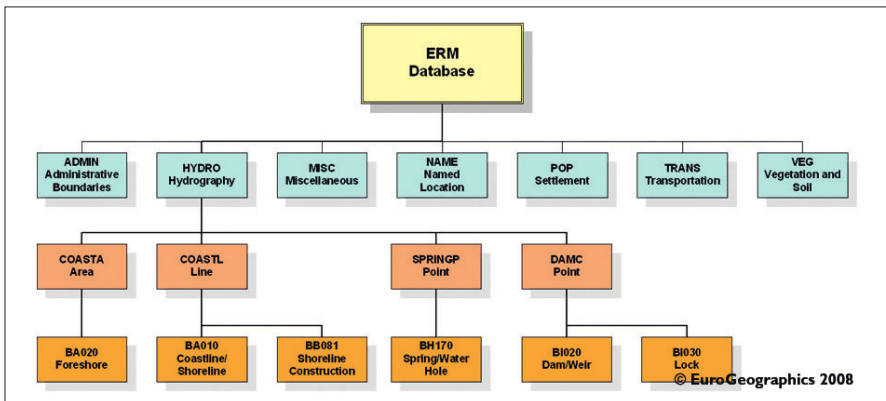 ERM
Database
ADMIN
Administrative
Boundaries
HYDRO
Hydrography
MISC
Miscellaneous
NAME
Named
Location
POP
Settlement
TRANS
Transportation
VEG
Vegetation and
Soil
COASTA
Area
COASTL
Line
SPRINGP
Point
DAMC
Point
BA020
Foreshore
BA010
Coastline/
Shoreline
BB081
Shoreline
Construction
BH170
Spring/Water
Hole
BI020
Dam/Weir
BI030
Lock
© EuroGeographics 2008